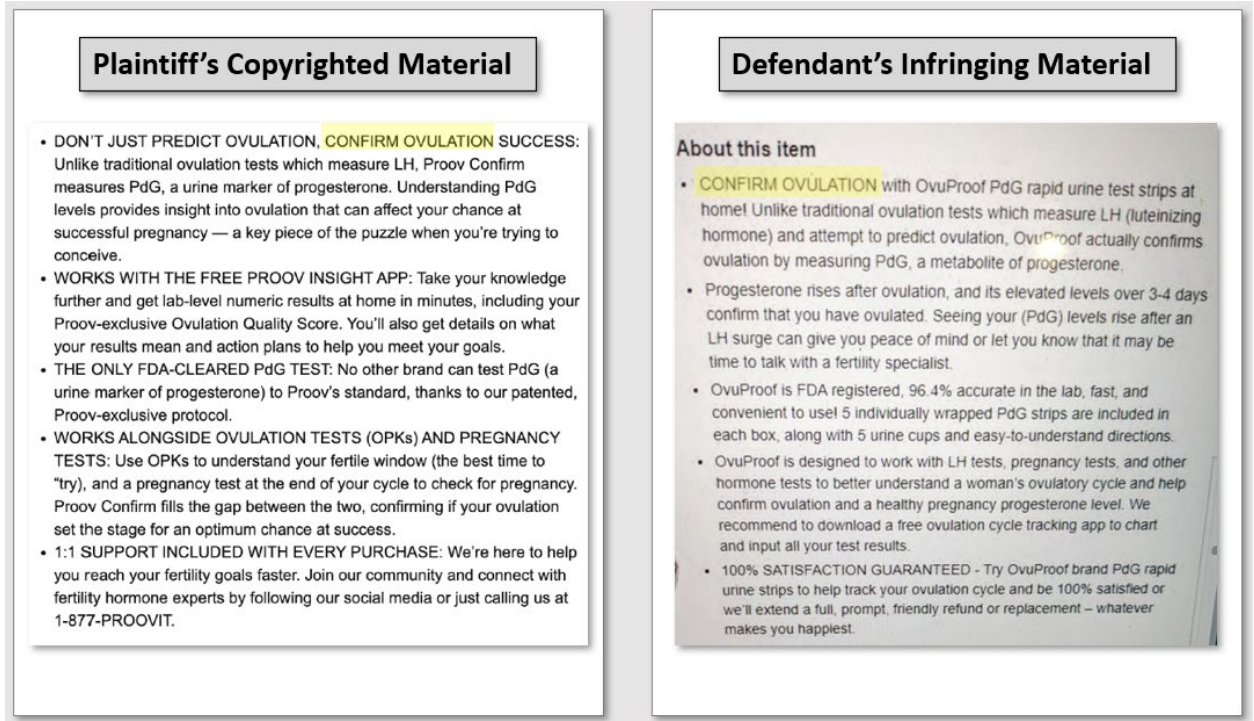 Plaintiff's Copyrighted Material
• DON'T JUST PREDICT OVULATION, CONFIRM OVULATION SUCCESS:
Unlike traditional ovulation tests which measure LH, Proov Confirm
measures PdG, a urine marker of progesterone. Understanding PdG
levels provides insight into ovulation that can affect your chance at
successful pregnancy — a key piece of the puzzle when you're trying to
conceive.
• WORKS WITH THE FREE PROOV INSIGHT APP: Take your knowledge
further and get lab-level numeric results at home in minutes, including your
Proov-exclusive Ovulation Quality Score. You'll also get details on what
your results mean and action plans to help you meet your goals.
• THE ONLY FDA-CLEARED PdG TEST: No other brand can test PdG (a
urine marker of progesterone) to Proov's standard, thanks to our patented,
Proov-exclusive protocol.
• WORKS ALONGSIDE OVULATION TESTS (OPKs) AND PREGNANCY
TESTS: Use OPKs to understand your fertile window (the best time to
"try), and a pregnancy test at the end of your cycle to check for pregnancy.
Proov Confirm fills the gap between the two, confirming if your ovulation
set the stage for an optimum chance at success.
• 1:1 SUPPORT INCLUDED WITH EVERY PURCHASE: We're here to help
you reach your fertility goals faster. Join our community and connect with
fertility hormone experts by following our social media or just calling us at
1-877-PROOVIT.
Defendant's Infringing Material
About this item
• CONFIRM OVULATION with OvuProof PdG rapid urine test strips at
home! Unlike traditional ovulation tests which measure LH (luteinizing
hormone) and attempt to predict ovulation, OvuProof actually confirms
ovulation by measuring PdG, a metabolite of progesterone.
• Progesterone rises after ovulation, and its elevated levels over 3-4 days
confirm that you have ovulated. Seeing your (PdG) levels rise after an
LH surge can give you peace of mind or let you know that it may be
time to talk with a fertility specialist.
• OvuProof is FDA registered, 96.4% accurate in the lab, fast, and
convenient to use! 5 individually wrapped PdG strips are included in
each box, along with 5 urine cups and easy-to-understand directions.
• OvuProof is designed to work with LH tests, pregnancy tests, and other
hormone tests to better understand a woman's ovulatory cycle and help
confirm ovulation and a healthy pregnancy progesterone level. We
recommend to download a free ovulation cycle tracking app to chart
and input all your test results.
• 100% SATISFACTION GUARANTEED - Try OvuProof brand PdG rapid
urine strips to help track your ovulation cycle and be 100% satisfied or
we'll extend a full, prompt, friendly refund or replacement – whatever
makes you happiest.